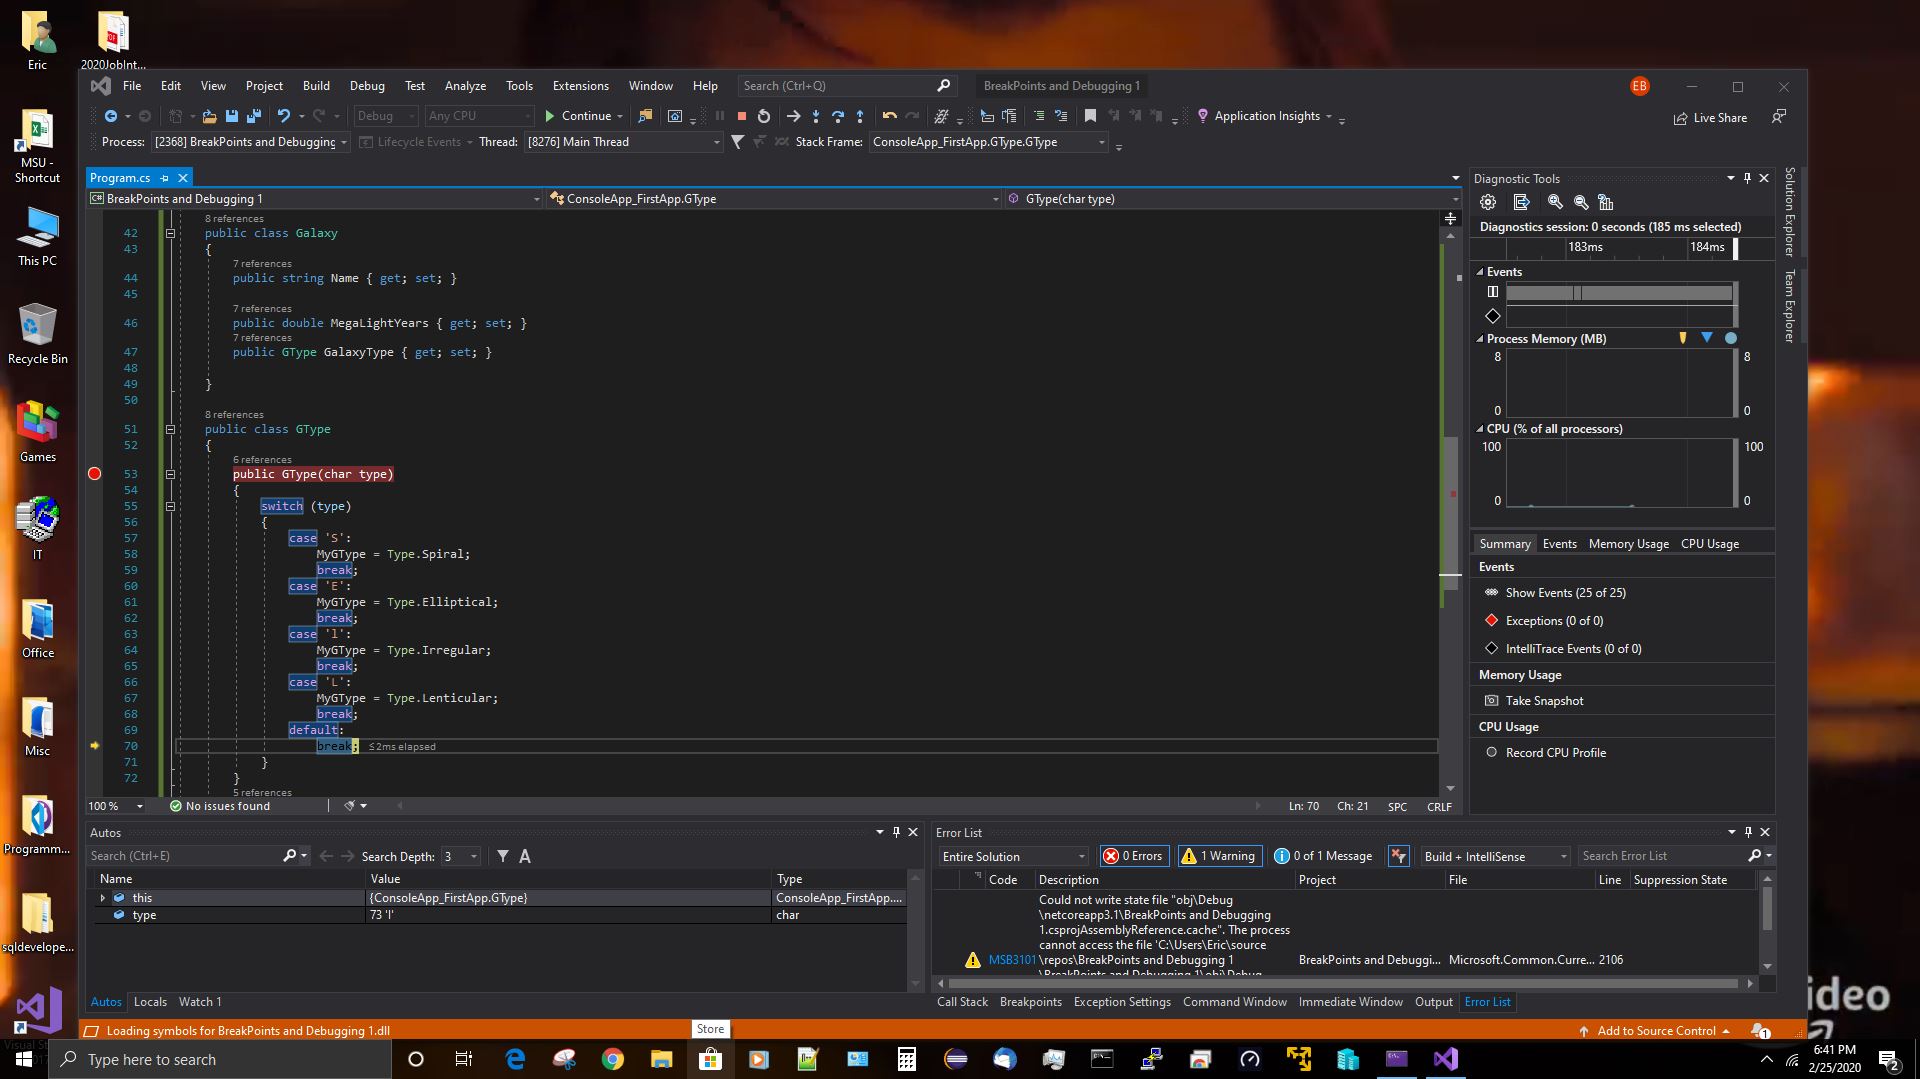 Eric
2020JobInt...
MSU - Shortcut
This PC
Recycle Bin
Games
IT
Office
Misc
Programm...
sqldevelope...
File Edit View Project Build Debug Test Analyze Tools Extensions Window Help Search (Ctrl+Q) BreakPoints and Debugging 1 EB
Debug Any CPU Continue Application Insights Live Share
Process: [2368] BreakPoints and Debugging Lifecycle Events Thread: [8276] Main Thread Stack Frame: ConsoleApp_FirstApp.GType.GType
Program.cs
C# BreakPoints and Debugging 1 ConsoleApp_FirstApp.GType GType(char type)
8 references
42 public class Galaxy
43 {
7 references
44 public string Name { get; set; }
45
7 references
46 public double MegaLightYears { get; set; }
7 references
47 public GType GalaxyType { get; set; }
48
49 }
50
8 references
51 public class GType
52 {
6 references
53 public GType(char type)
54 {
55 switch (type)
56 {
57 case 'S':
58 MyGType = Type.Spiral;
59 break;
60 case 'E':
61 MyGType = Type.Elliptical;
62 break;
63 case 'l':
64 MyGType = Type.Irregular;
65 break;
66 case 'L':
67 MyGType = Type.Lenticular;
68 break;
69 default:
70 break; ≤2ms elapsed
71 }
72 }
5 references
100 % No issues found Ln: 70 Ch: 21 SPC CRLF
Diagnostic Tools
Diagnostics session: 0 seconds (185 ms selected)
183ms 184ms
Events
Process Memory (MB)
8 8
0 0
CPU (% of all processors)
100 100
0 0
Summary Events Memory Usage CPU Usage
Events
Show Events (25 of 25)
Exceptions (0 of 0)
IntelliTrace Events (0 of 0)
Memory Usage
Take Snapshot
CPU Usage
Record CPU Profile
Solution Explorer
Team Explorer
Autos
Search (Ctrl+E) Search Depth: 3 A
Name Value Type
this {ConsoleApp_FirstApp.GType} ConsoleApp_FirstApp....
type 73 'I' char
Autos Locals Watch 1
Error List
Entire Solution 0 Errors 1 Warning 0 of 1 Message Build + IntelliSense Search Error List
Code Description Project File Line Suppression State
Could not write state file "obj\Debug
\netcoreapp3.1\BreakPoints and Debugging
1.csprojAssemblyReference.cache". The process
cannot access the file 'C:\Users\Eric\source
MSB3101 \repos\BreakPoints and Debugging 1 BreakPoints and Debuggi... Microsoft.Common.Curre... 2106
\BreakPoints and Debugging 1\obj\Debug
Call Stack Breakpoints Exception Settings Command Window Immediate Window Output Error List
ideo
Loading symbols for BreakPoints and Debugging 1.dll Store Add to Source Control 1
Type here to search
6:41 PM
2/25/2020
2